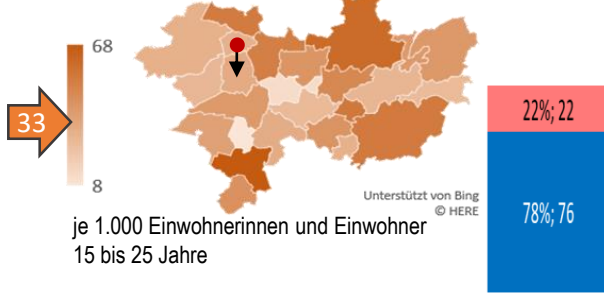 68
33
8
Unterstützt von Bing
© HERE
je 1.000 Einwohnerinnen und Einwohner
15 bis 25 Jahre
22%; 22
78%; 76